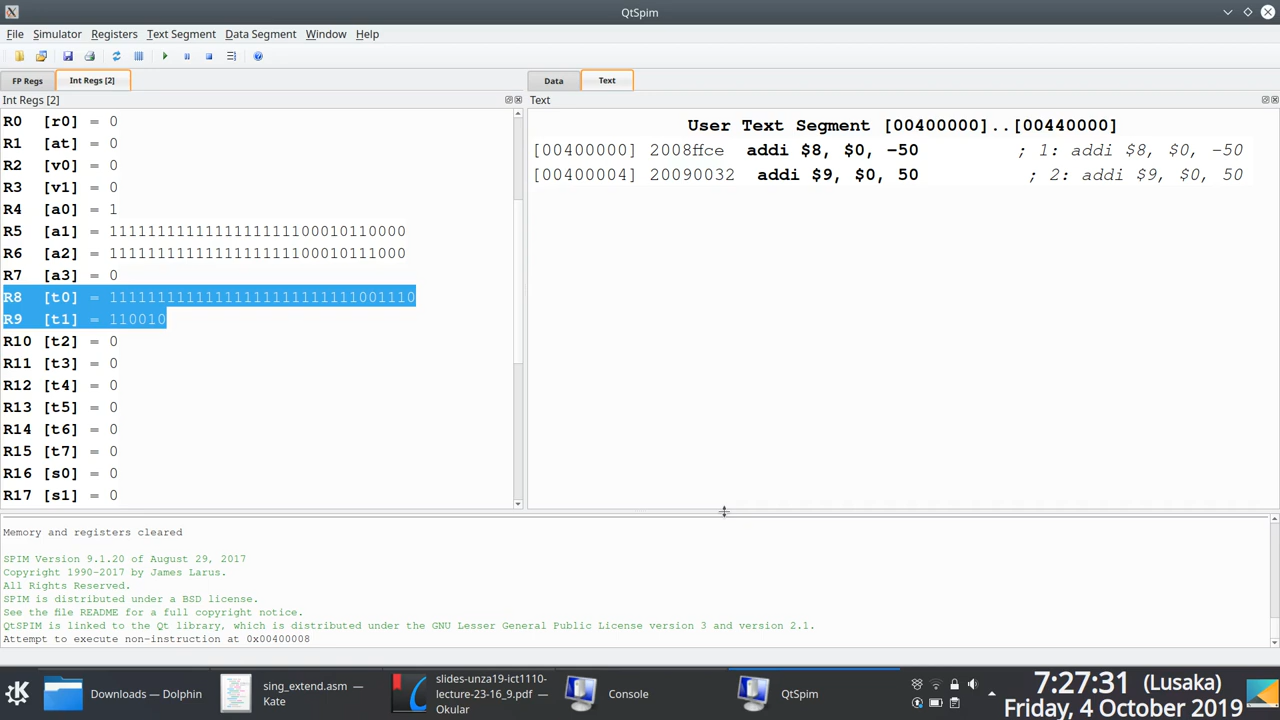 QtSpim
File Simulator Registers Text Segment Data Segment Window Help
FP Regs Int Regs [2]
Int Regs [2]
R0 [r0] = 0
R1 [at] = 0
R2 [v0] = 0
R3 [v1] = 0
R4 [a0] = 1
R5 [a1] = 1111111111111111111100010110000
R6 [a2] = 1111111111111111111100010111000
R7 [a3] = 0
R8 [t0] = 11111111111111111111111111001110
R9 [t1] = 110010
R10 [t2] = 0
R11 [t3] = 0
R12 [t4] = 0
R13 [t5] = 0
R14 [t6] = 0
R15 [t7] = 0
R16 [s0] = 0
R17 [s1] = 0
Data Text
Text
User Text Segment [00400000]..[00440000]
[00400000] 2008ffce addi $8, $0, -50 ; 1: addi $8, $0, -50
[00400004] 20090032 addi $9, $0, 50 ; 2: addi $9, $0, 50
Memory and registers cleared
SPIM Version 9.1.20 of August 29, 2017
Copyright 1990-2017 by James Larus.
All Rights Reserved.
SPIM is distributed under a BSD license.
See the file README for a full copyright notice.
QtSPIM is linked to the Qt library, which is distributed under the GNU Lesser General Public License version 3 and version 2.1.
Attempt to execute non-instruction at 0x00400008
Downloads — Dolphin
sing_extend.asm —
Kate
slides-unza19-ict1110-
lecture-23-16_9.pdf —
Okular
Console
QtSpim
7:27:31 (Lusaka)
Friday, 4 October 2019